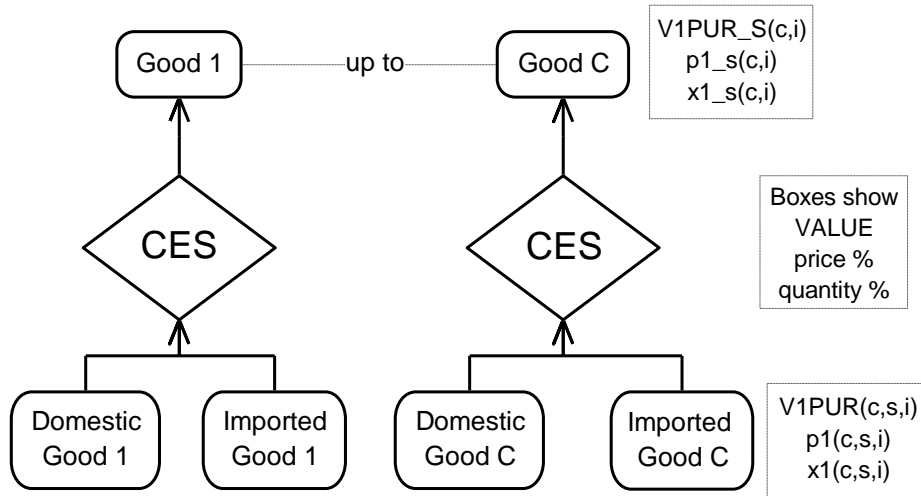 Good 1
up to
Good C
V1PUR_S(c,i)
p1_s(c,i)
x1_s(c,i)
CES
CES
Boxes show
VALUE
price %
quantity %
Domestic
Good 1
Imported
Good 1
Domestic
Good C
Imported
Good C
V1PUR(c,s,i)
p1(c,s,i)
x1(c,s,i)